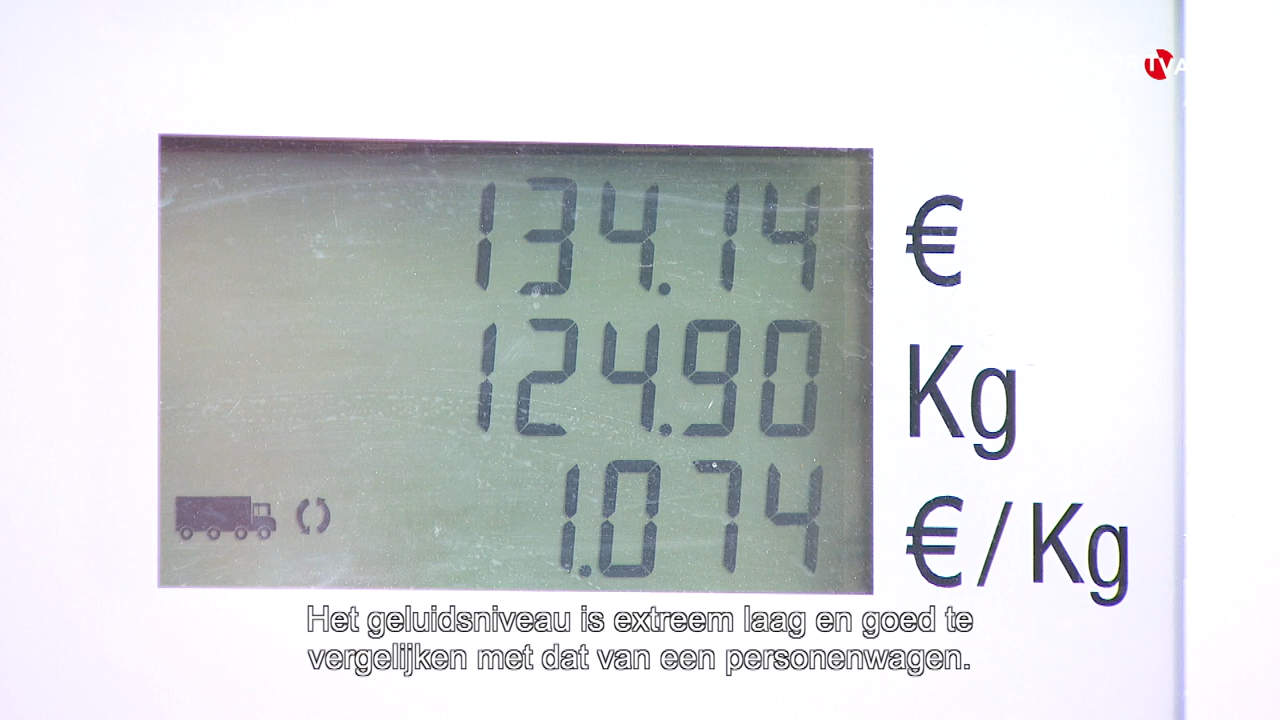 TVA
134.14 €
124.90 Kg
1.074 €/Kg
Het geluidsniveau is extreem laag en goed te
vergelijken met dat van een personenwagen.